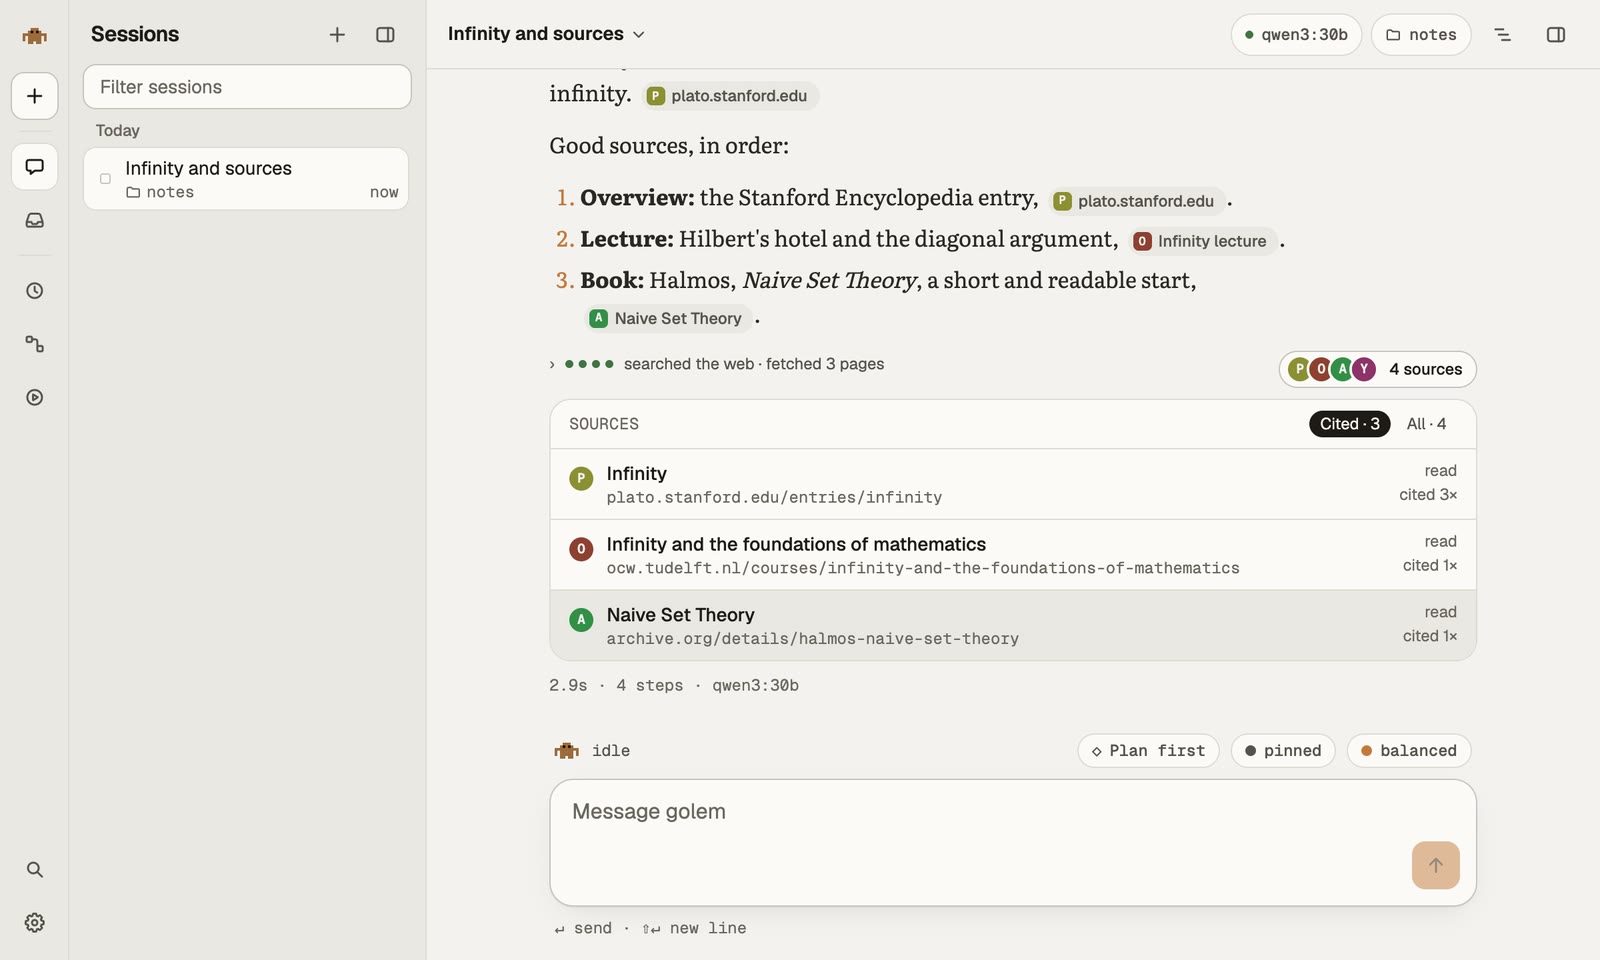 Sessions
Filter sessions
Today
Infinity and sources
notes
now
Infinity and sources
qwen3:30b
notes
infinity. P plato.stanford.edu
Good sources, in order:
1. Overview: the Stanford Encyclopedia entry, P plato.stanford.edu .
2. Lecture: Hilbert's hotel and the diagonal argument, O Infinity lecture .
3. Book: Halmos, Naive Set Theory, a short and readable start,
A Naive Set Theory .
› searched the web · fetched 3 pages
P O A Y 4 sources
SOURCES
Cited · 3 All · 4
P Infinity read
plato.stanford.edu/entries/infinity cited 3×
O Infinity and the foundations of mathematics read
ocw.tudelft.nl/courses/infinity-and-the-foundations-of-mathematics cited 1×
A Naive Set Theory read
archive.org/details/halmos-naive-set-theory cited 1×
2.9s · 4 steps · qwen3:30b
idle
◇ Plan first
pinned
balanced
Message golem
↵ send · ⇧↵ new line